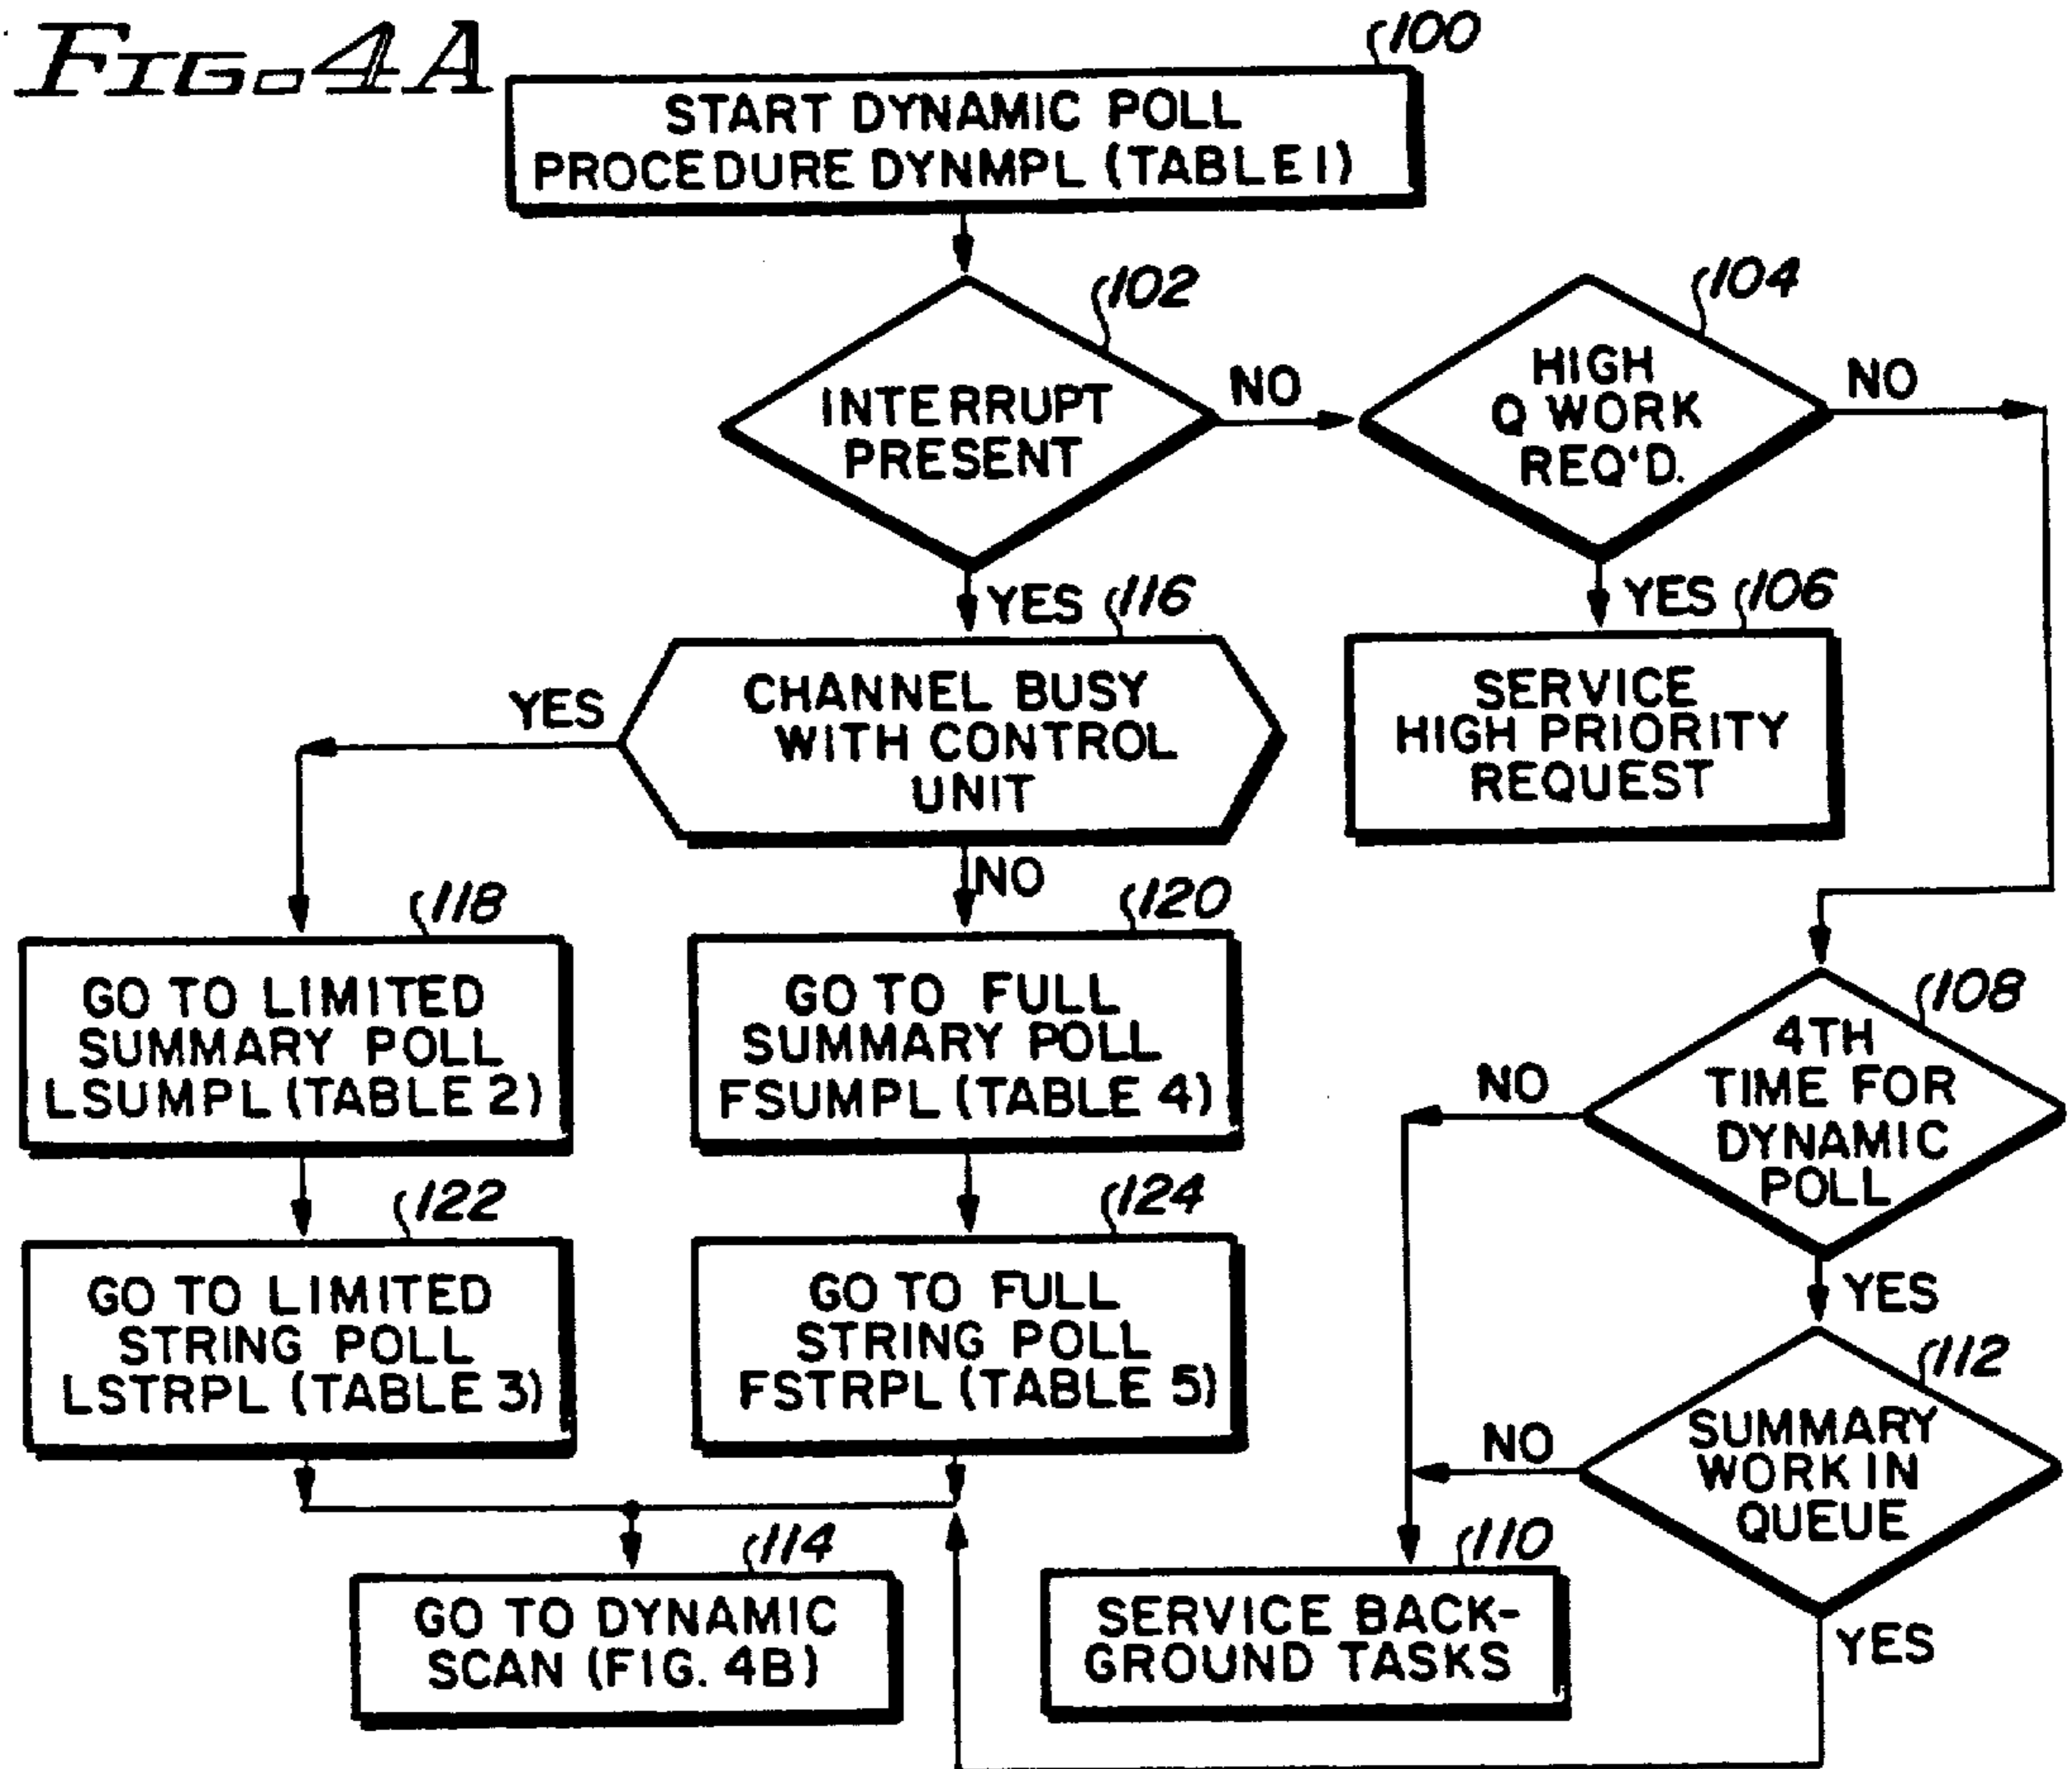 FIG. 4A
100
START DYNAMIC POLL
PROCEDURE DYNMPL (TABLE 1)
102
INTERRUPT
PRESENT
NO
104
HIGH
Q WORK
REQ'D.
NO
YES
116
YES
106
CHANNEL BUSY
WITH CONTROL
UNIT
YES
NO
SERVICE
HIGH PRIORITY
REQUEST
118
GO TO LIMITED
SUMMARY POLL
LSUMPL (TABLE 2)
120
GO TO FULL
SUMMARY POLL
FSUMPL (TABLE 4)
108
4TH
TIME FOR
DYNAMIC
POLL
NO
YES
122
GO TO LIMITED
STRING POLL
LSTRPL (TABLE 3)
124
GO TO FULL
STRING POLL
FSTRPL (TABLE 5)
112
SUMMARY
WORK IN
QUEUE
NO
YES
114
GO TO DYNAMIC
SCAN (FIG. 4B)
110
SERVICE BACK-
GROUND TASKS